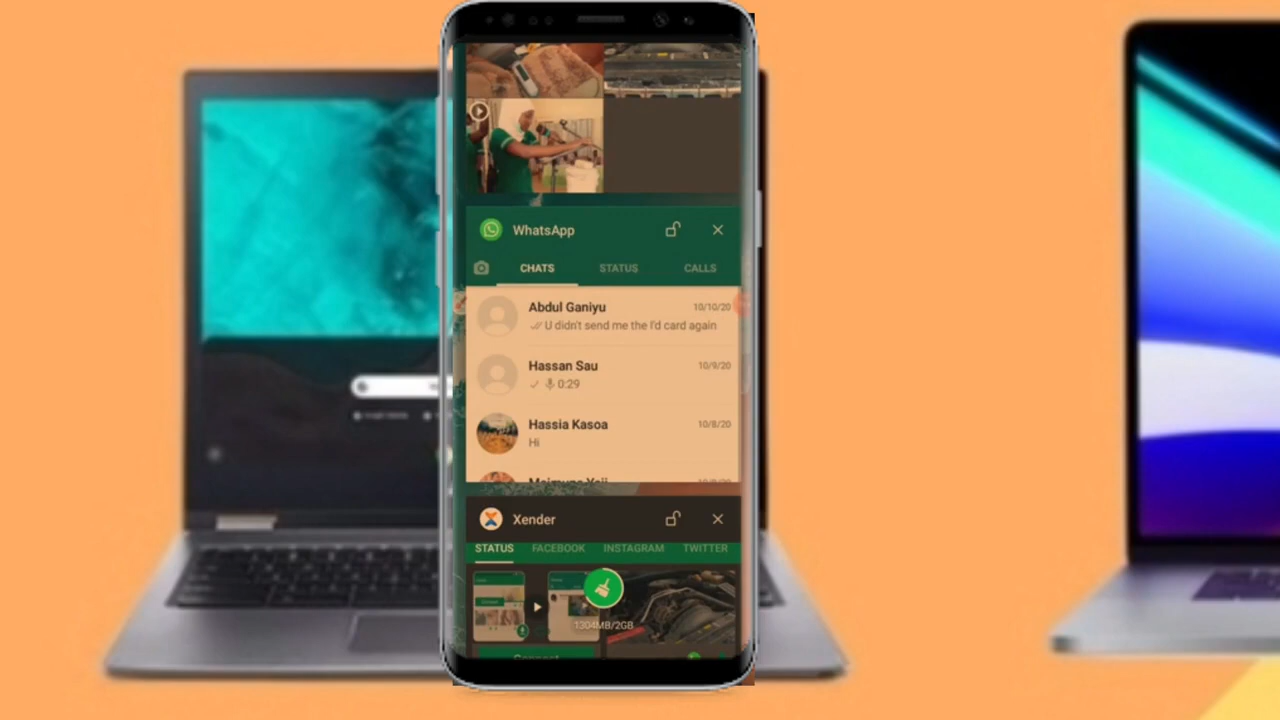 WhatsApp
CHATS STATUS CALLS
Abdul Ganiyu 10/10/20
U didn't send me the I'd card again
Hassan Sau 10/9/20
0:29
Hassia Kasoa 10/8/20
Hi
Xender
STATUS FACEBOOK INSTAGRAM TWITTER
1304MB/2GB